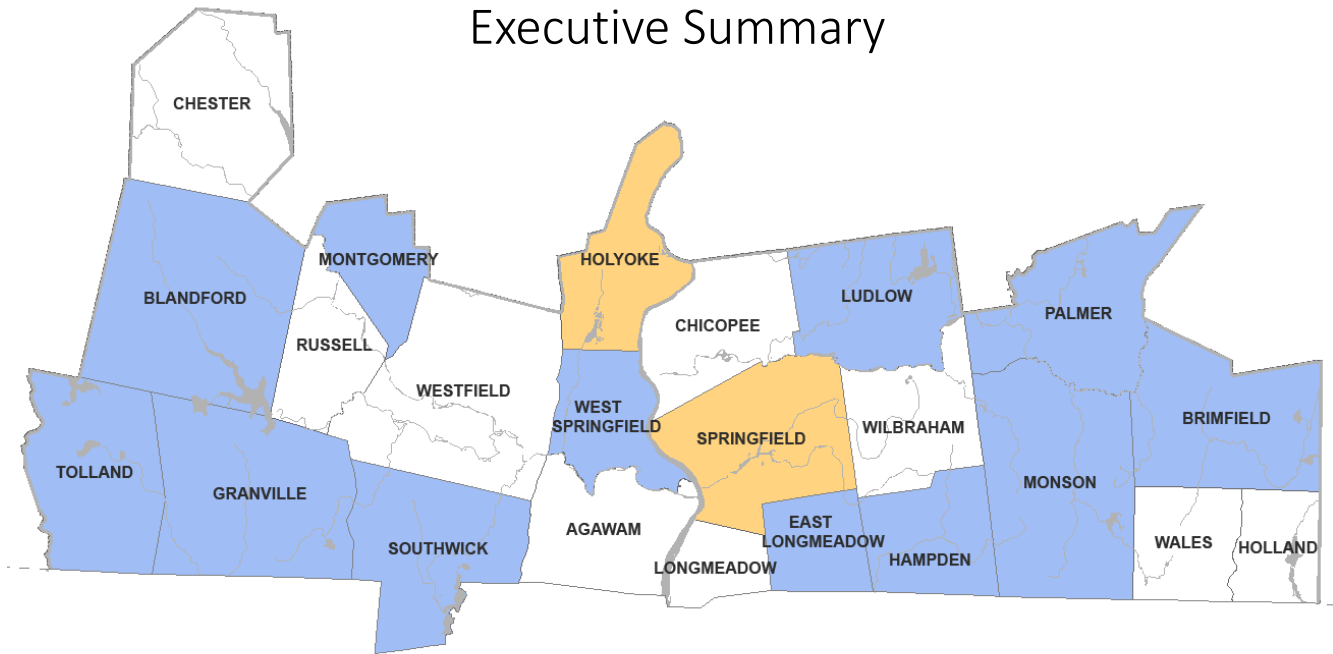 Executive Summary
CHESTER
MONTGOMERY
HOLYOKE
BLANDFORD
LUDLOW
PALMER
CHICOPEE
RUSSELL
WESTFIELD
WEST
SPRINGFIELD
BRIMFIELD
SPRINGFIELD
WILBRAHAM
TOLLAND
GRANVILLE
MONSON
AGAWAM
EAST
LONGMEADOW
SOUTHWICK
WALES
HOLLAND
HAMPDEN
LONGMEADOW